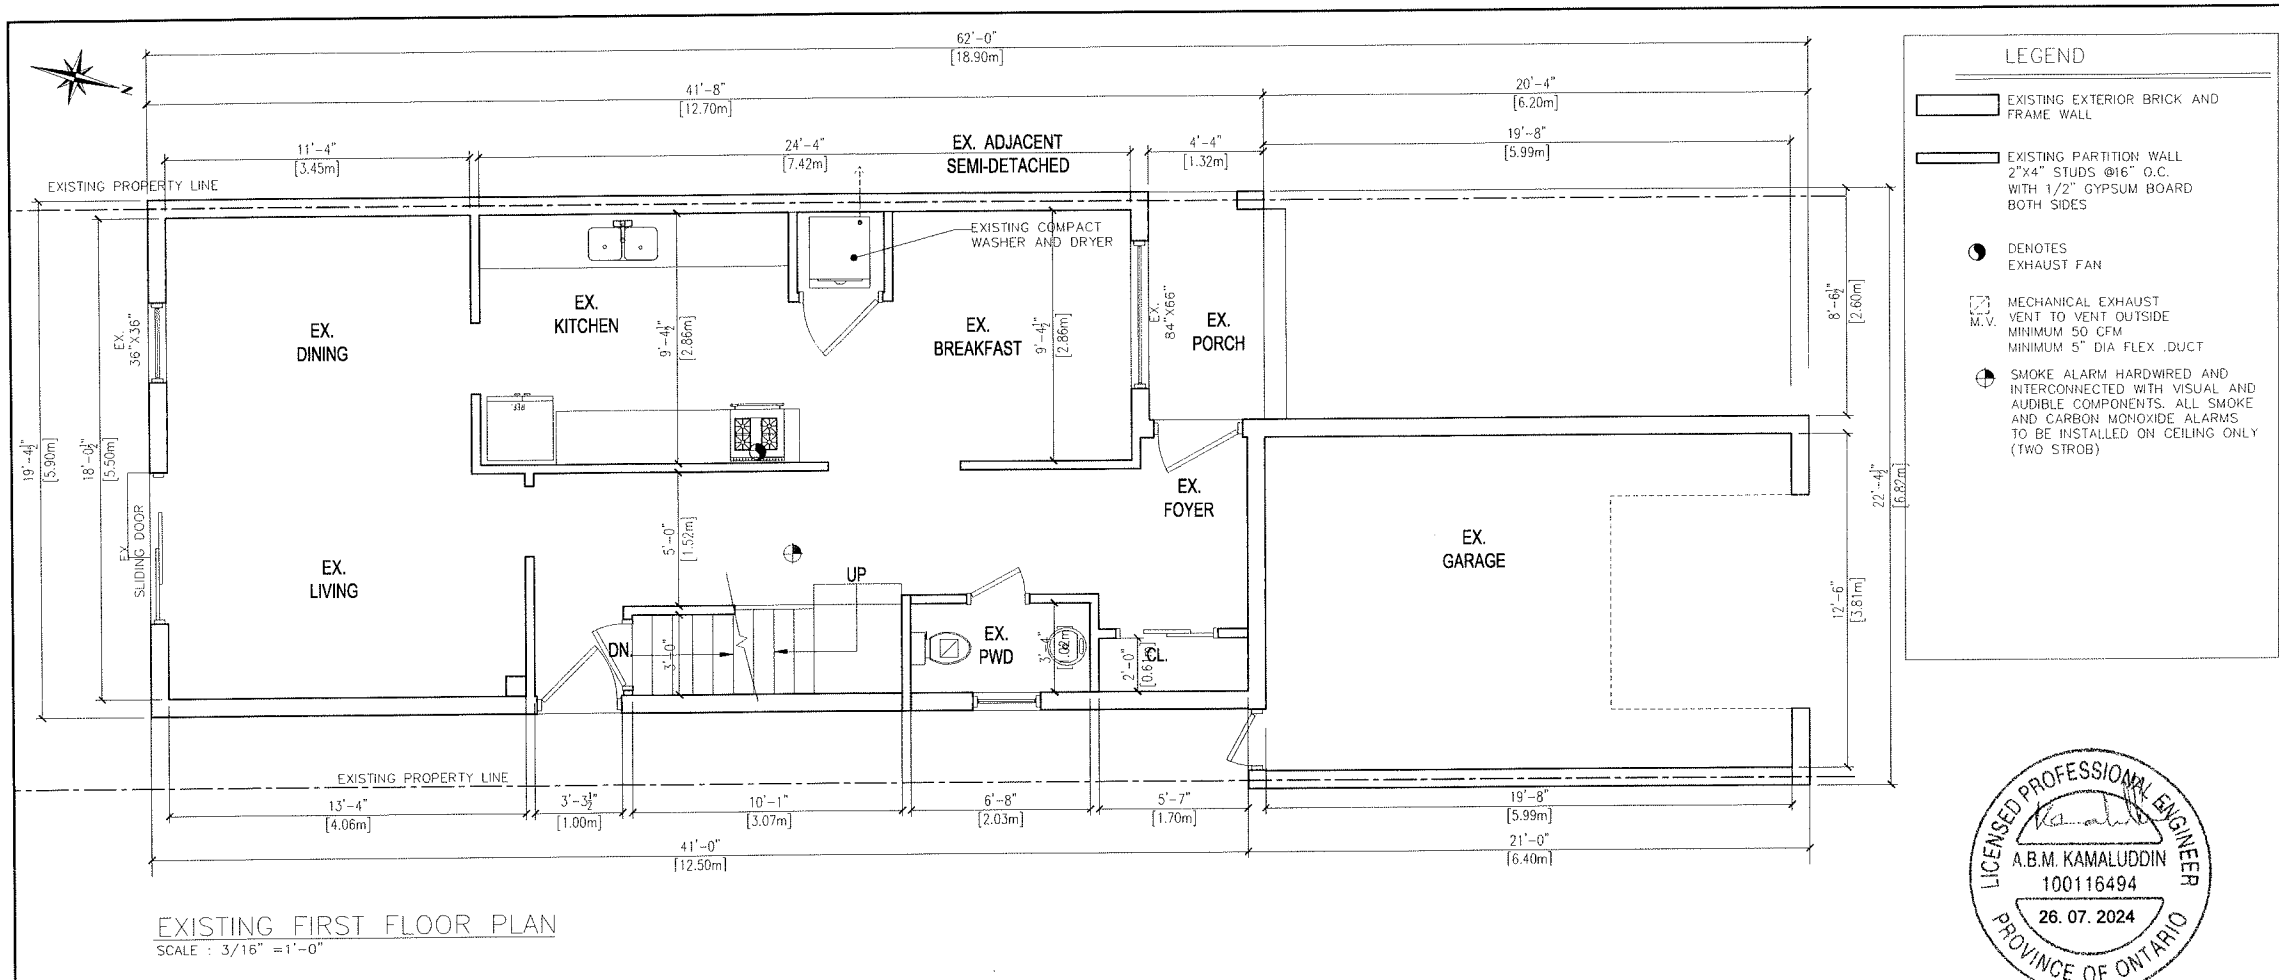 62'-0"
[18.90m]
41'-8"
[12.70m]
20'-4"
[6.20m]
11'-4"
[3.45m]
24'-4"
[7.42m]
EX. ADJACENT
SEMI-DETACHED
4'-4"
[1.32m]
19'-8"
[5.99m]
N
EXISTING PROPERTY LINE
EXISTING COMPACT
WASHER AND DRYER
EX.
KITCHEN
EX.
DINING
EX.
BREAKFAST
EX.
PORCH
EX.
36"X36"
9'-4½"
[2.86m]
9'-4½"
[2.86m]
EX.
84"X66"
8'-6½"
[2.60m]
REF.
19'-4½"
[5.90m]
18'-0½"
[5.50m]
22'-4½"
[6.82m]
EX.
SLIDING DOOR
EX.
LIVING
5'-0"
[1.52m]
EX.
FOYER
EX.
GARAGE
UP
DN.
3'-0"
EX.
PWD
3'-4"
2'-0"
[0.61m]
CL.
12'-6"
[3.81m]
EXISTING PROPERTY LINE
13'-4"
[4.06m]
3'-3½"
[1.00m]
10'-1"
[3.07m]
6'-8"
[2.03m]
5'-7"
[1.70m]
19'-8"
[5.99m]
41'-0"
[12.50m]
21'-0"
[6.40m]
EXISTING FIRST FLOOR PLAN
SCALE : 3/16" =1'-0"
LEGEND
EXISTING EXTERIOR BRICK AND
FRAME WALL
EXISTING PARTITION WALL
2"X4" STUDS @16" O.C.
WITH 1/2" GYPSUM BOARD
BOTH SIDES
DENOTES
EXHAUST FAN
M.V.
MECHANICAL EXHAUST
VENT TO VENT OUTSIDE
MINIMUM 50 CFM
MINIMUM 5" DIA FLEX .DUCT
SMOKE ALARM HARDWIRED AND
INTERCONNECTED WITH VISUAL AND
AUDIBLE COMPONENTS. ALL SMOKE
AND CARBON MONOXIDE ALARMS
TO BE INSTALLED ON CEILING ONLY
(TWO STROB)
LICENSED PROFESSIONAL ENGINEER
A.B.M. KAMALUDDIN
100116494
26. 07. 2024
PROVINCE OF ONTARIO